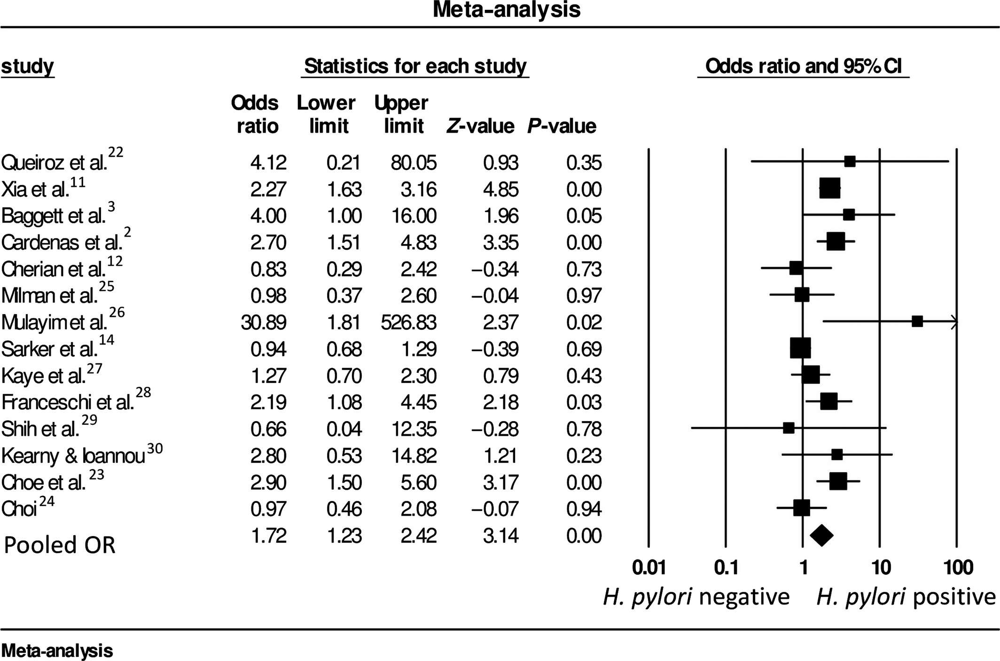 Meta-analysis
study Statistics for each study Odds ratio and 95% CI
Odds Lower Upper
ratio limit limit Z-value P-value
Queiroz et al.22 4.12 0.21 80.05 0.93 0.35
Xia et al.11 2.27 1.63 3.16 4.85 0.00
Baggett et al.3 4.00 1.00 16.00 1.96 0.05
Cardenas et al.2 2.70 1.51 4.83 3.35 0.00
Cherian et al.12 0.83 0.29 2.42 −0.34 0.73
Milman et al.25 0.98 0.37 2.60 −0.04 0.97
Mulayim et al.26 30.89 1.81 526.83 2.37 0.02
Sarker et al.14 0.94 0.68 1.29 −0.39 0.69
Kaye et al.27 1.27 0.70 2.30 0.79 0.43
Franceschi et al.28 2.19 1.08 4.45 2.18 0.03
Shih et al.29 0.66 0.04 12.35 −0.28 0.78
Kearny & Ioannou30 2.80 0.53 14.82 1.21 0.23
Choe et al.23 2.90 1.50 5.60 3.17 0.00
Choi24 0.97 0.46 2.08 −0.07 0.94
Pooled OR 1.72 1.23 2.42 3.14 0.00
0.01 0.1 1 10 100
H. pylori negative H. pylori positive
Meta-analysis